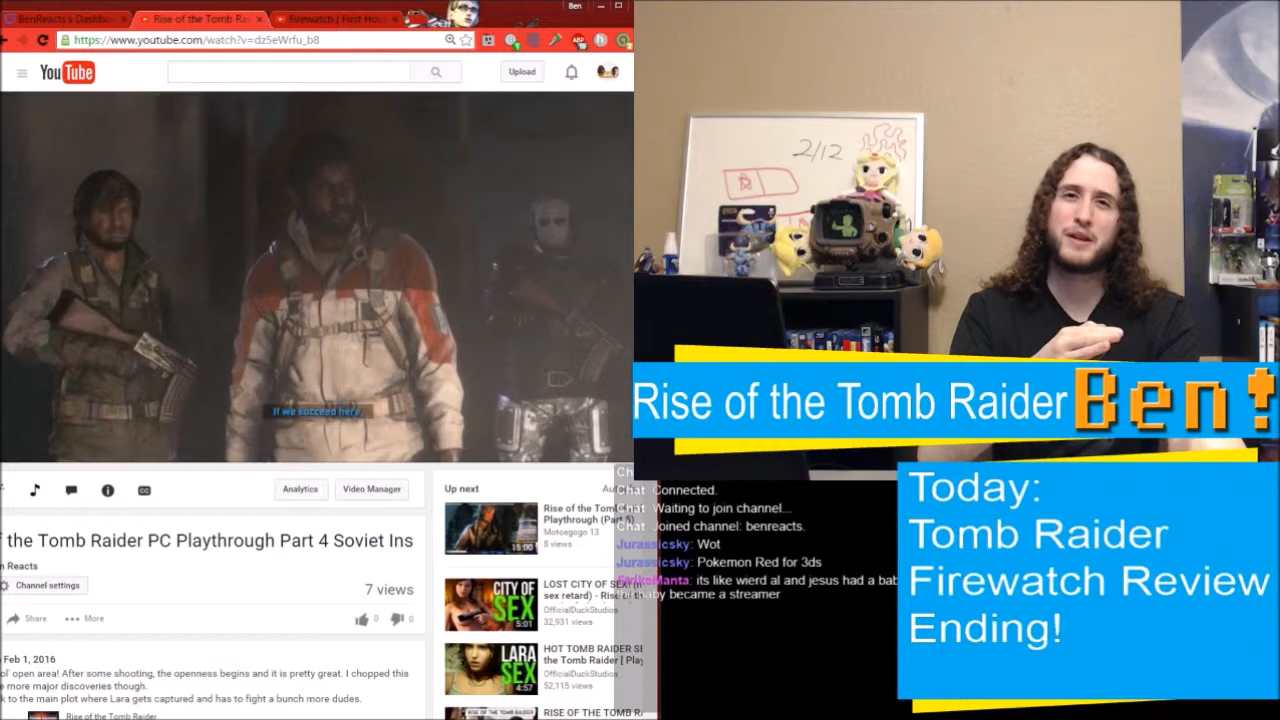 Ben
BenReacts's Dashbo
Rise of the Tomb Rai
Firewatch | First Hou
https://www.youtube.com/watch?v=dz5eWrfu_b8
ABP
YouTube
Upload
If we succeed here,
2/12
Rise of the Tomb Raider Ben!
Today:
Tomb Raider
Firewatch Review
Ending!
Analytics
Video Manager
the Tomb Raider PC Playthrough Part 4 Soviet Ins
n Reacts
Channel settings
7 views
Share
More
0
0
Feb 1, 2016
ol' open area! After some shooting, the openness begins and it is pretty great. I chopped this
e more major discoveries though.
k to the main plot where Lara gets captured and has to fight a bunch more dudes.
Rise of the Tomb Raider
Up next
Rise of the Tom
Playthrough (Part 5)
Motoagogo 13
8 views
15:00
LOST CITY OF SEX!
sex retard) - Rise
OfficialDuckStudios
32,931 views
CITY OF SEX
5:01
HOT TOMB RAIDER SE
the Tomb Raider | Play
OfficialDuckStudios
52,115 views
LARA SEX
4:57
RISE OF THE TOMB RA
Chat Connected.
Chat Waiting to join channel...
Chat Joined channel: benreacts.
Jurassicsky: Wot
Jurassicsky: Pokemon Red for 3ds
StrikeManta: its like wierd al and jesus had a bab
baby became a streamer